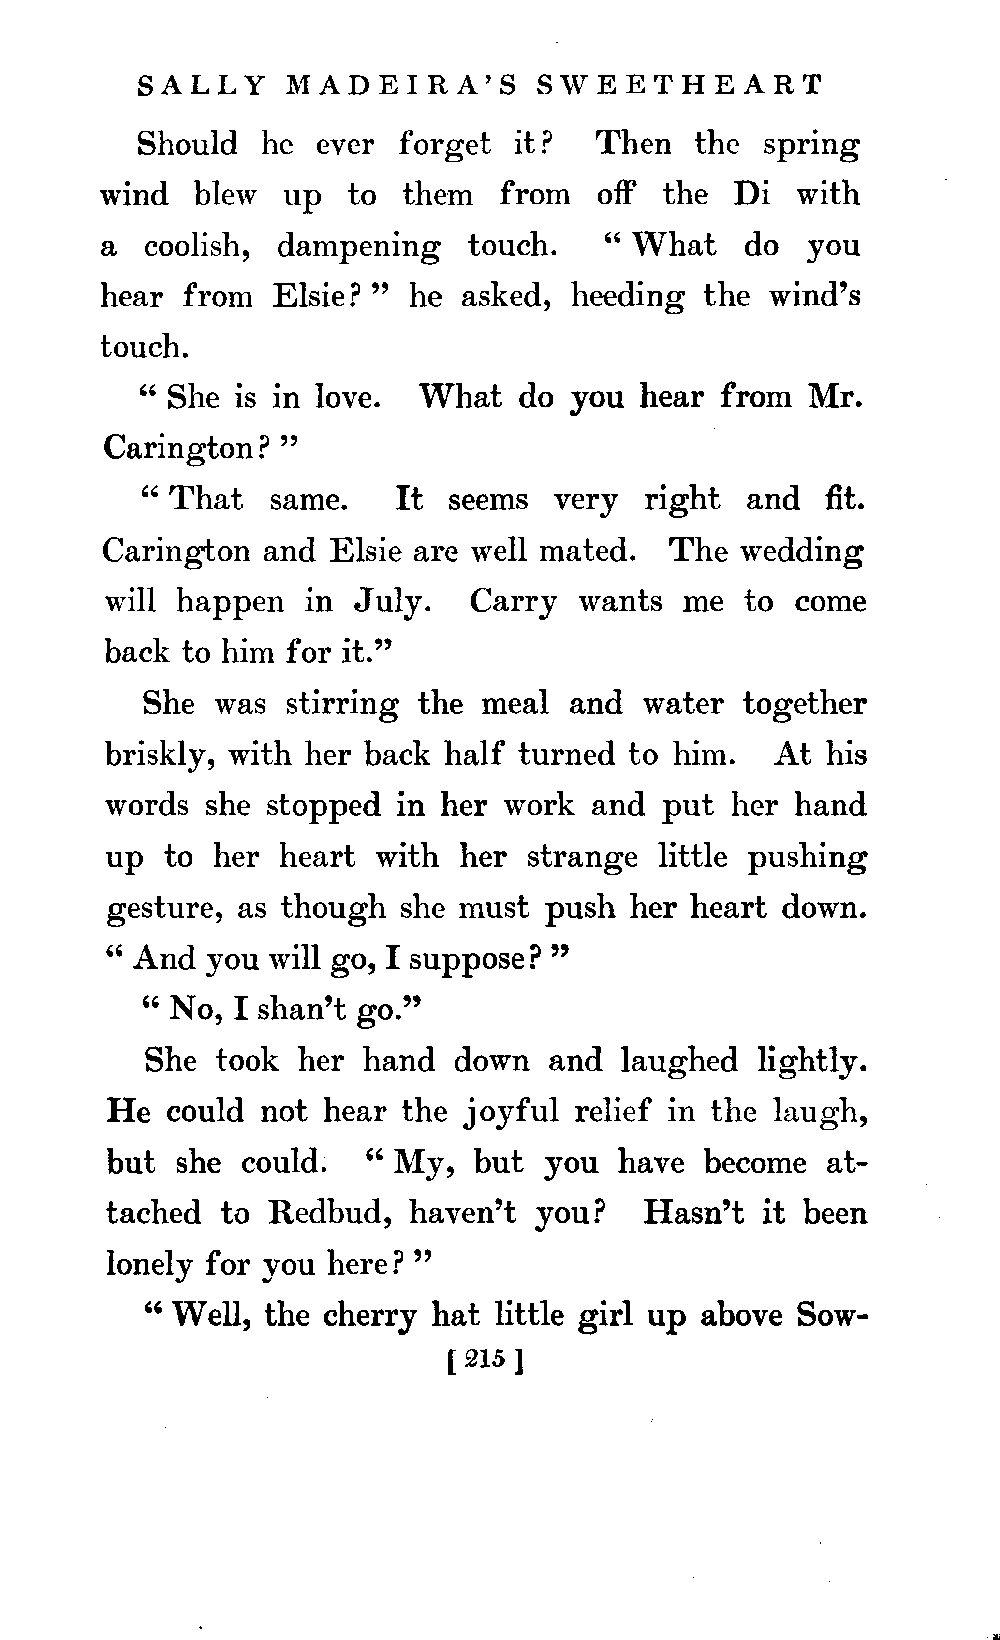 SALLY MADEIRA'S SWEETHEART
Should he ever forget it? Then the spring
wind blew up to them from off the Di with
a coolish, dampening touch. “ What do you
hear from Elsie? ” he asked, heeding the wind's
touch.
“ She is in love. What do you hear from Mr.
Carington? ”
“ That same. It seems very right and fit.
Carington and Elsie are well mated. The wedding
will happen in July. Carry wants me to come
back to him for it.”
She was stirring the meal and water together
briskly, with her back half turned to him. At his
words she stopped in her work and put her hand
up to her heart with her strange little pushing
gesture, as though she must push her heart down.
“ And you will go, I suppose? ”
“ No, I shan't go.”
She took her hand down and laughed lightly.
He could not hear the joyful relief in the laugh,
but she could. “ My, but you have become at-
tached to Redbud, haven't you? Hasn't it been
lonely for you here? ”
“ Well, the cherry hat little girl up above Sow-
[ 215 ]